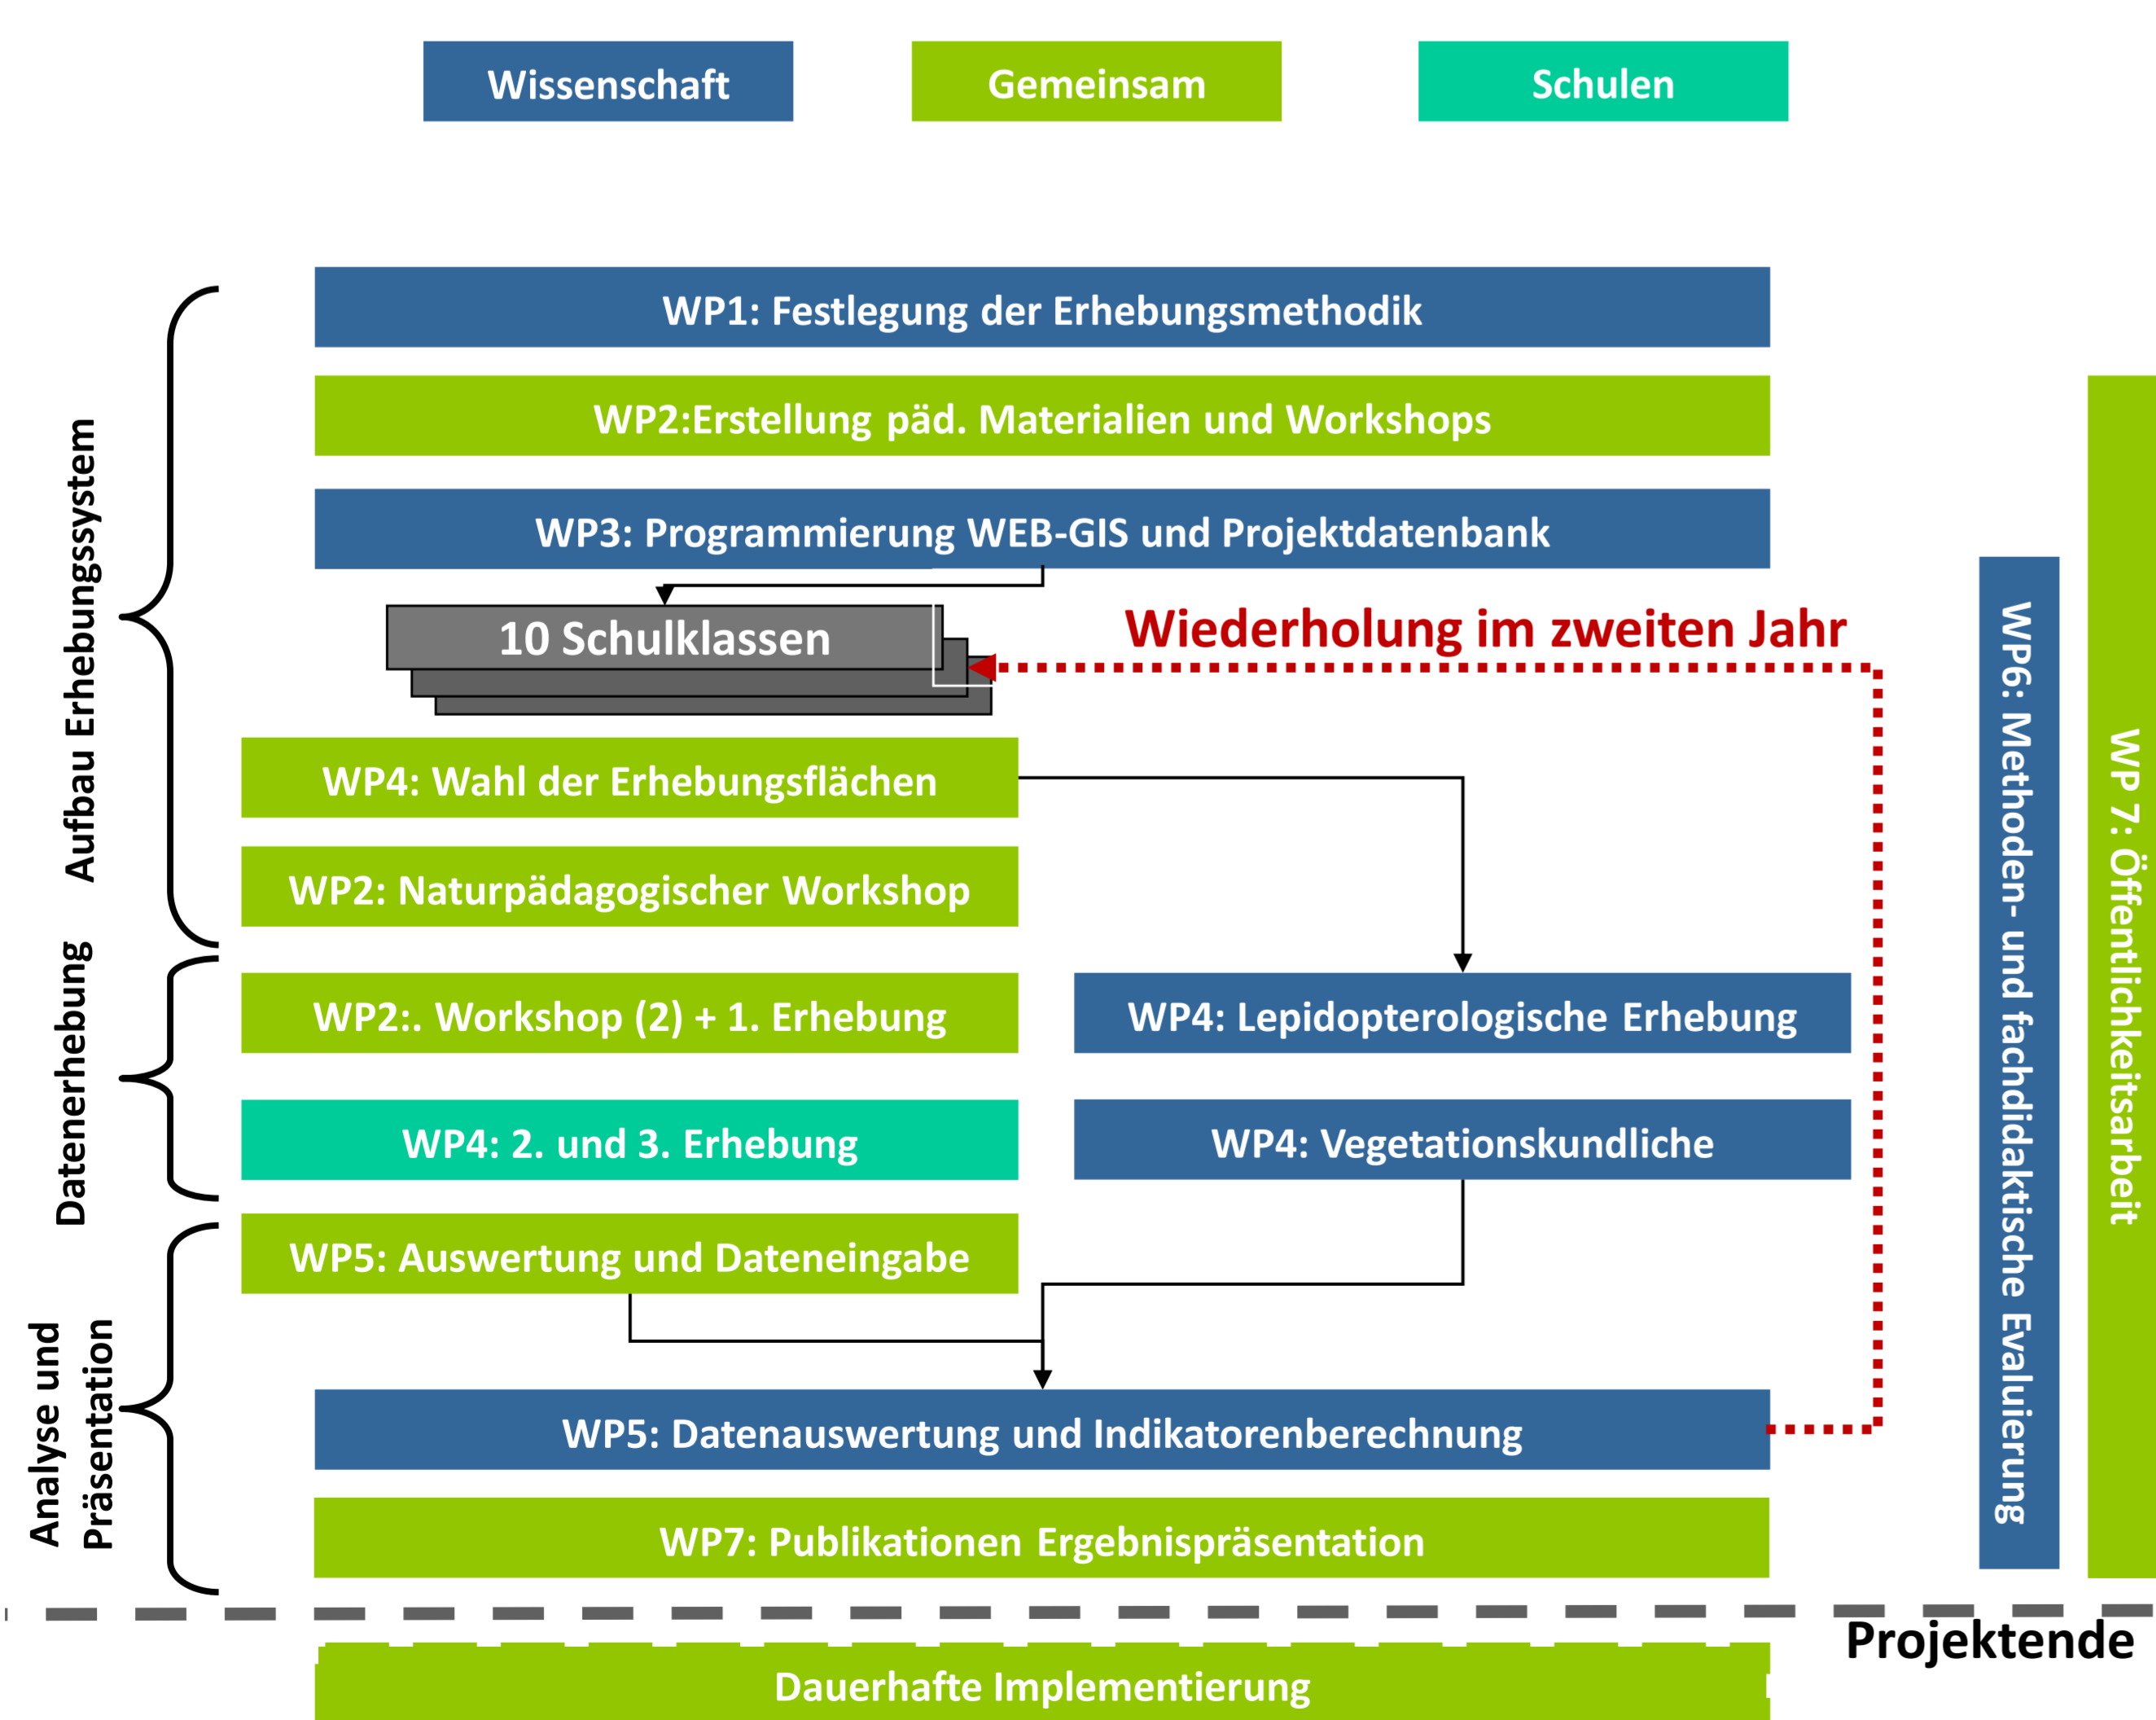 Wissenschaft
Gemeinsam
Schulen
WP1: Festlegung der Erhebungsmethodik
WP2:Erstellung päd. Materialien und Workshops
WP3: Programmierung WEB-GIS und Projektdatenbank
10 Schulklassen
Wiederholung im zweiten Jahr
Aufbau Erhebungssystem
WP4: Wahl der Erhebungsflächen
WP2: Naturpädagogischer Workshop
Datenerhebung
WP2:. Workshop (2) + 1. Erhebung
WP4: Lepidopterologische Erhebung
WP4: 2. und 3. Erhebung
WP4: Vegetationskundliche
Analyse und
Präsentation
WP5: Auswertung und Dateneingabe
WP5: Datenauswertung und Indikatorenberechnung
WP7: Publikationen Ergebnispräsentation
WP6: Methoden- und fachdidaktische Evaluierung
WP 7: Öffentlichkeitsarbeit
Projektende
Dauerhafte Implementierung